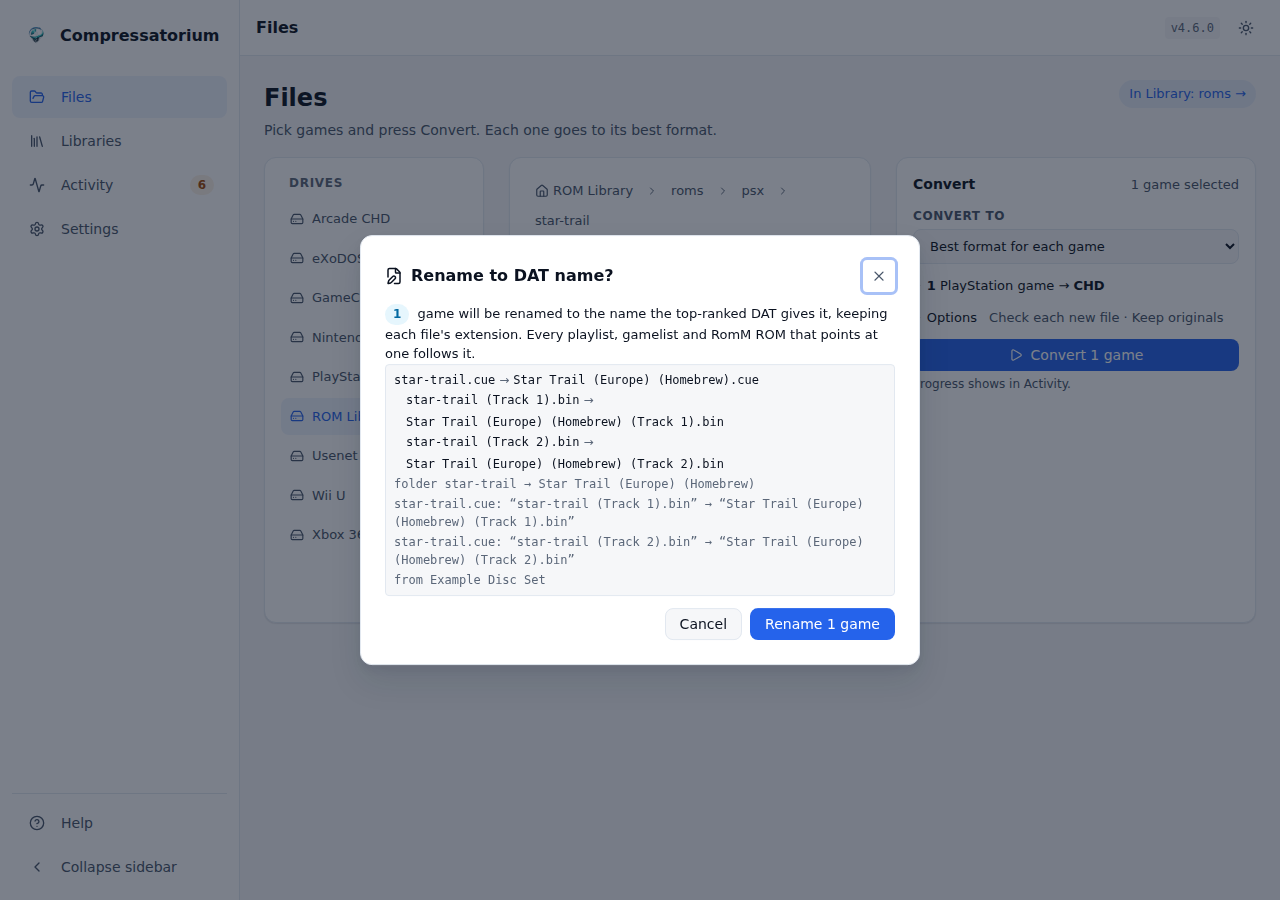 Compressatorium
Files
v4.6.0
Files
Libraries
Activity
6
Settings
Files
In Library: roms →
Pick games and press Convert. Each one goes to its best format.
DRIVES
Arcade CHD
ROM Library
roms
psx
star-trail
Convert
1 game selected
CONVERT TO
Best format for each game
1 PlayStation game → CHD
Options
Check each new file · Keep originals
Convert 1 game
Usenet
Wii U
Rename to DAT name?
1 game will be renamed to the name the top-ranked DAT gives it, keeping
each file's extension. Every playlist, gamelist and RomM ROM that points at
one follows it.
star-trail.cue → Star Trail (Europe) (Homebrew).cue
star-trail (Track 1).bin →
Star Trail (Europe) (Homebrew) (Track 1).bin
star-trail (Track 2).bin →
Star Trail (Europe) (Homebrew) (Track 2).bin
folder star-trail → Star Trail (Europe) (Homebrew)
star-trail.cue: “star-trail (Track 1).bin” → “Star Trail (Europe)
(Homebrew) (Track 1).bin”
star-trail.cue: “star-trail (Track 2).bin” → “Star Trail (Europe)
(Homebrew) (Track 2).bin”
from Example Disc Set
Cancel
Rename 1 game
Help
Collapse sidebar